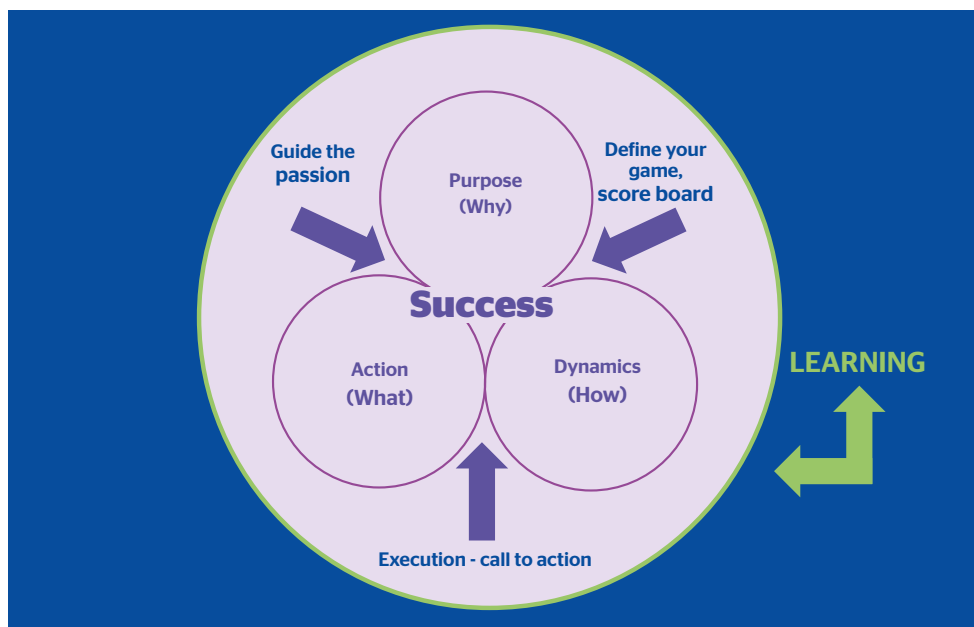 Guide the
passion
Define your
game,
score board
Purpose
(Why)
Success
Action
(What)
Dynamics
(How)
LEARNING
Execution - call to action